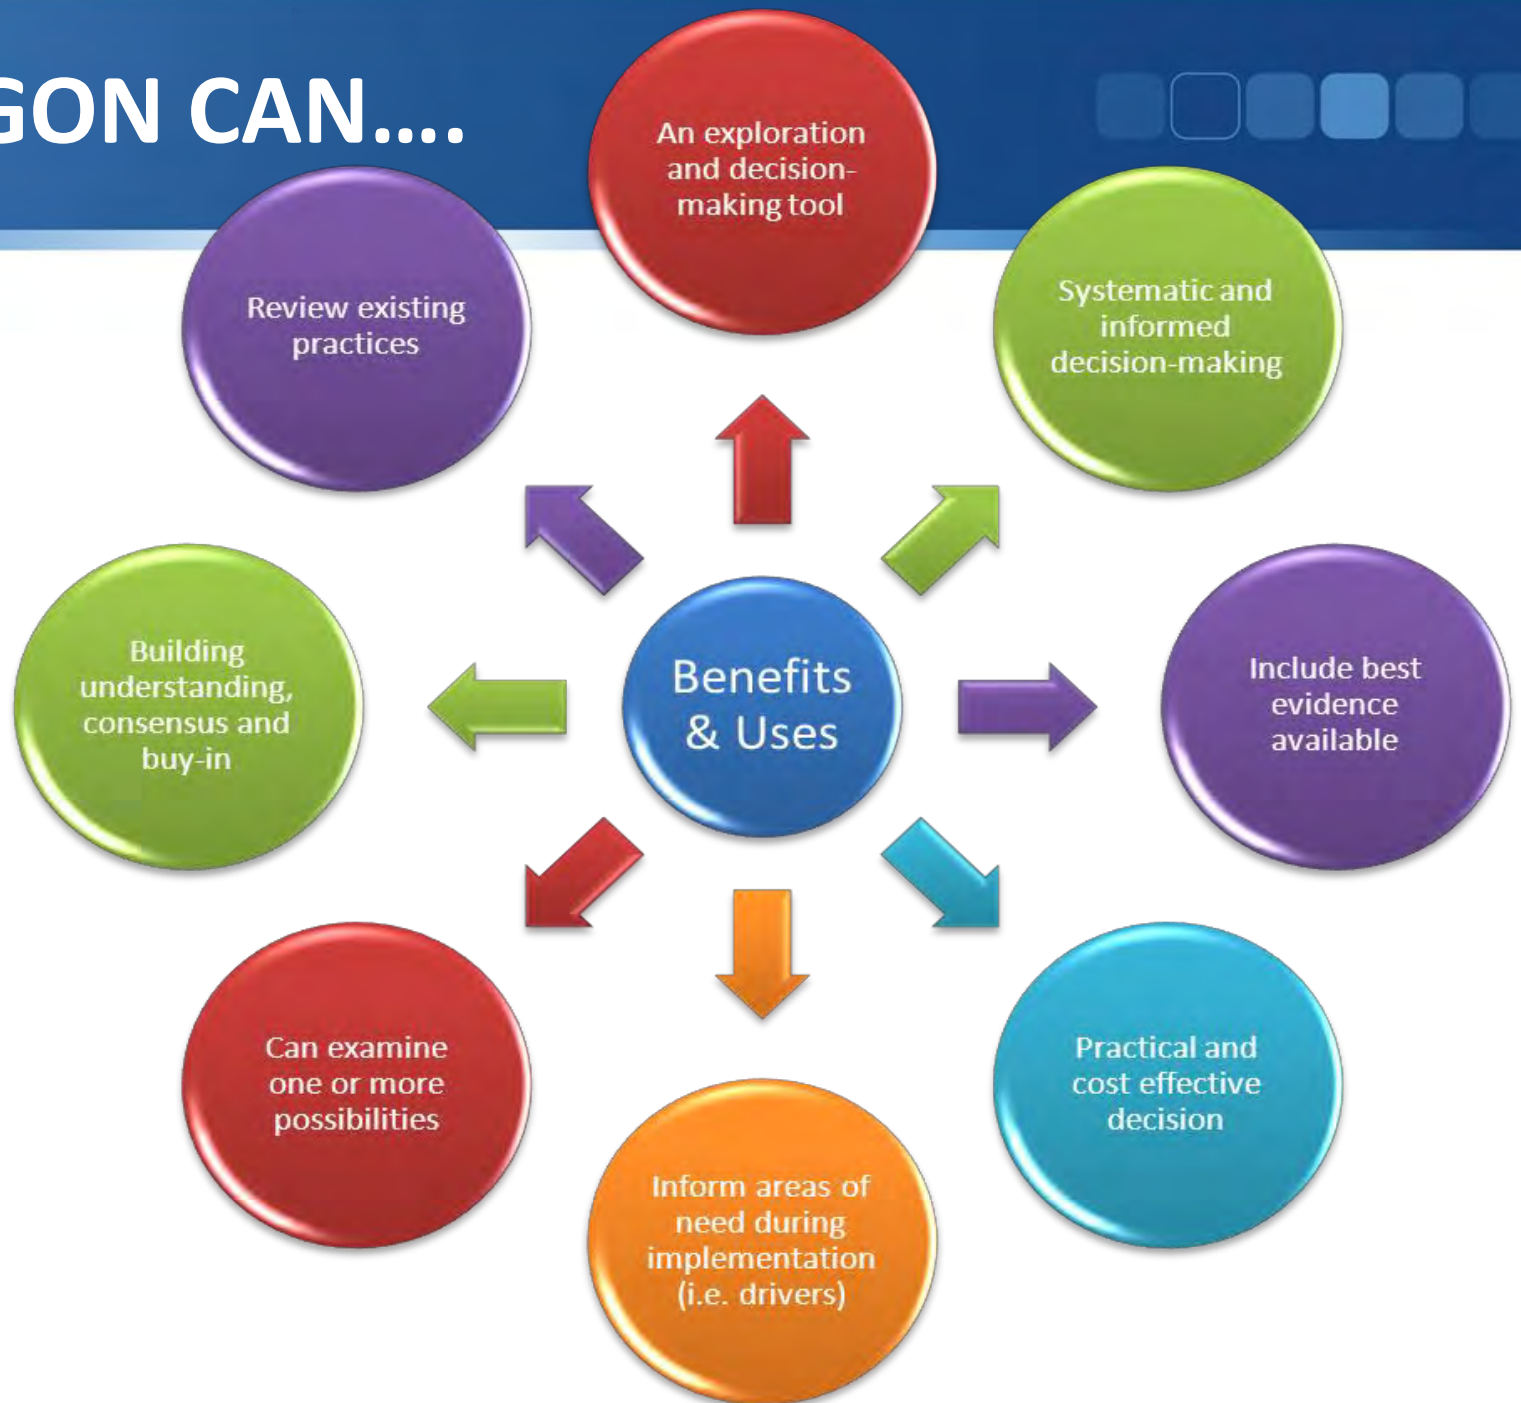 GON CAN….
An exploration
and decision-
making tool
Systematic and
informed
decision-making
Include best
evidence
available
Practical and
cost effective
decision
Inform areas of
need during
implementation
(i.e. drivers)
Can examine
one or more
possibilities
Building
understanding,
consensus and
buy-in
Review existing
practices
Benefits
& Uses